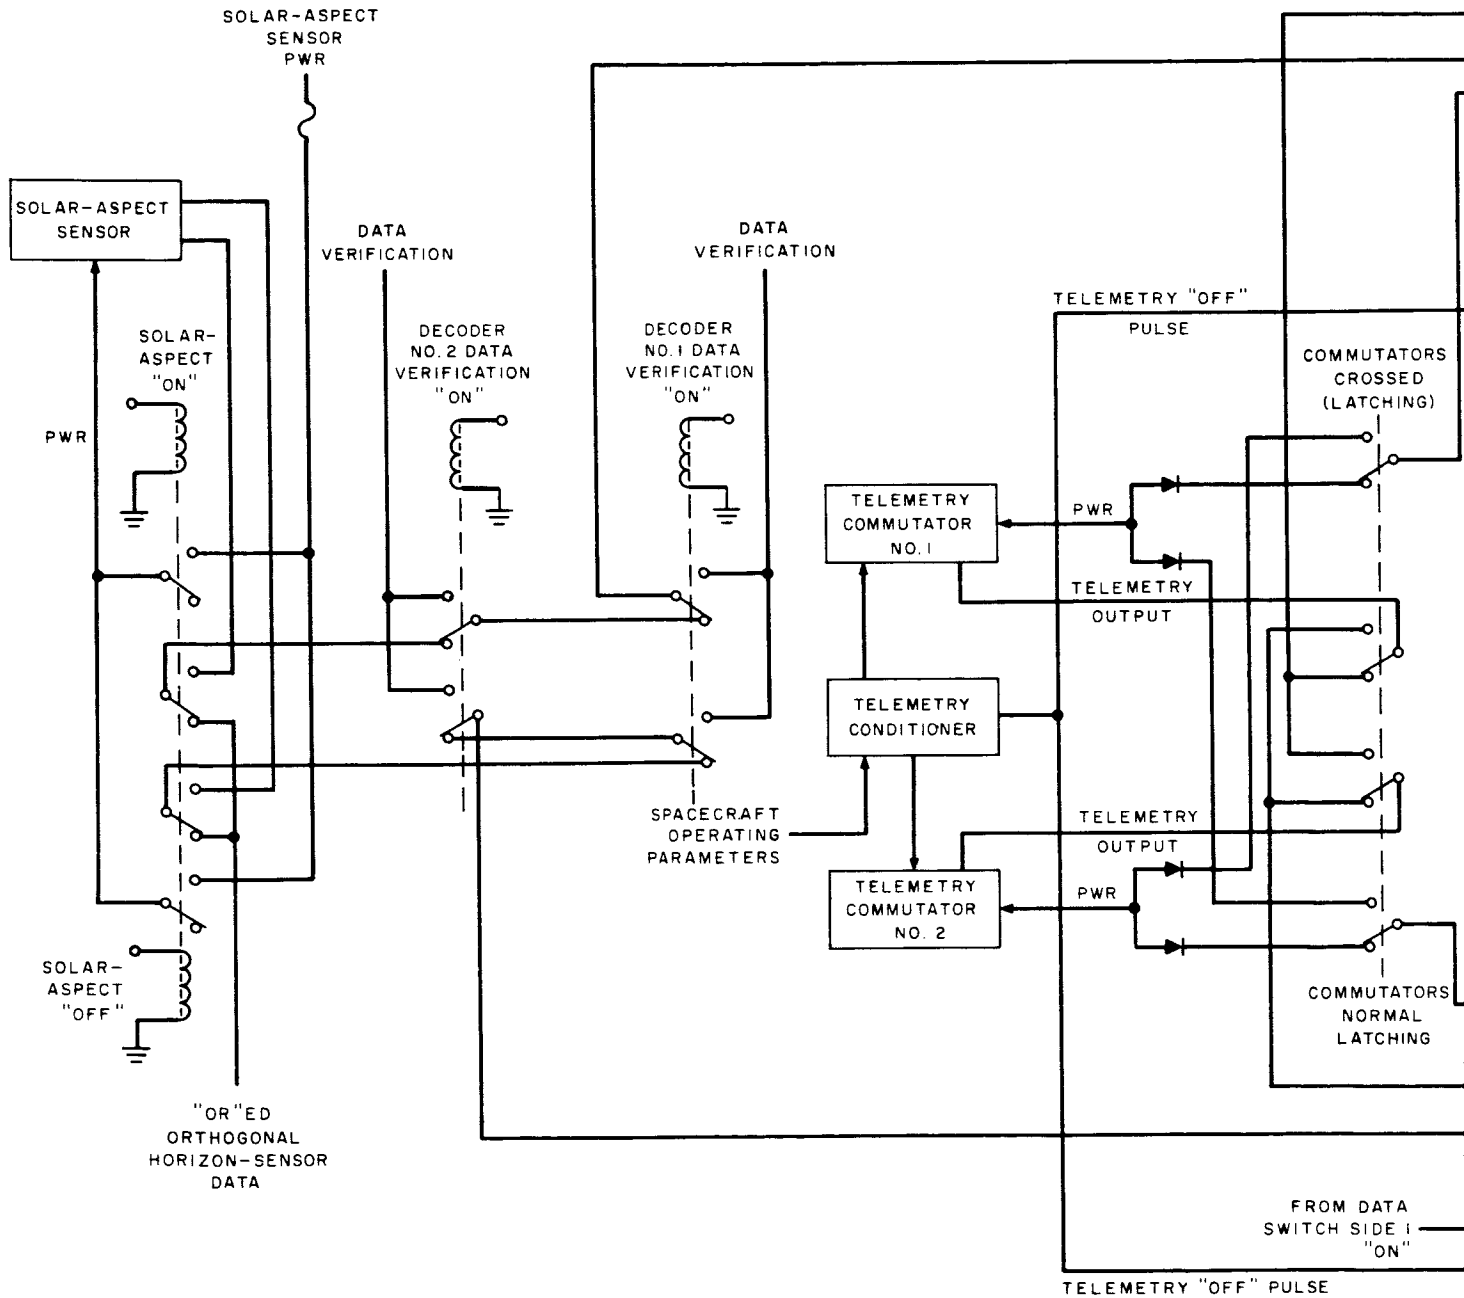 SOLAR-ASPECT
SENSOR
PWR
SOLAR-ASPECT
SENSOR
DATA
VERIFICATION
DATA
VERIFICATION
TELEMETRY "OFF"
PULSE
SOLAR-
ASPECT
"ON"
DECODER
NO. 2 DATA
VERIFICATION
"ON"
DECODER
NO. 1 DATA
VERIFICATION
"ON"
COMMUTATORS
CROSSED
(LATCHING)
PWR
TELEMETRY
COMMUTATOR
NO. 1
PWR
TELEMETRY
OUTPUT
TELEMETRY
CONDITIONER
SPACECRAFT
OPERATING
PARAMETERS
TELEMETRY
OUTPUT
TELEMETRY
COMMUTATOR
NO. 2
PWR
SOLAR-
ASPECT
"OFF"
COMMUTATORS
NORMAL
LATCHING
"OR"ED
ORTHOGONAL
HORIZON-SENSOR
DATA
FROM DATA
SWITCH SIDE 1
"ON"
TELEMETRY "OFF" PULSE